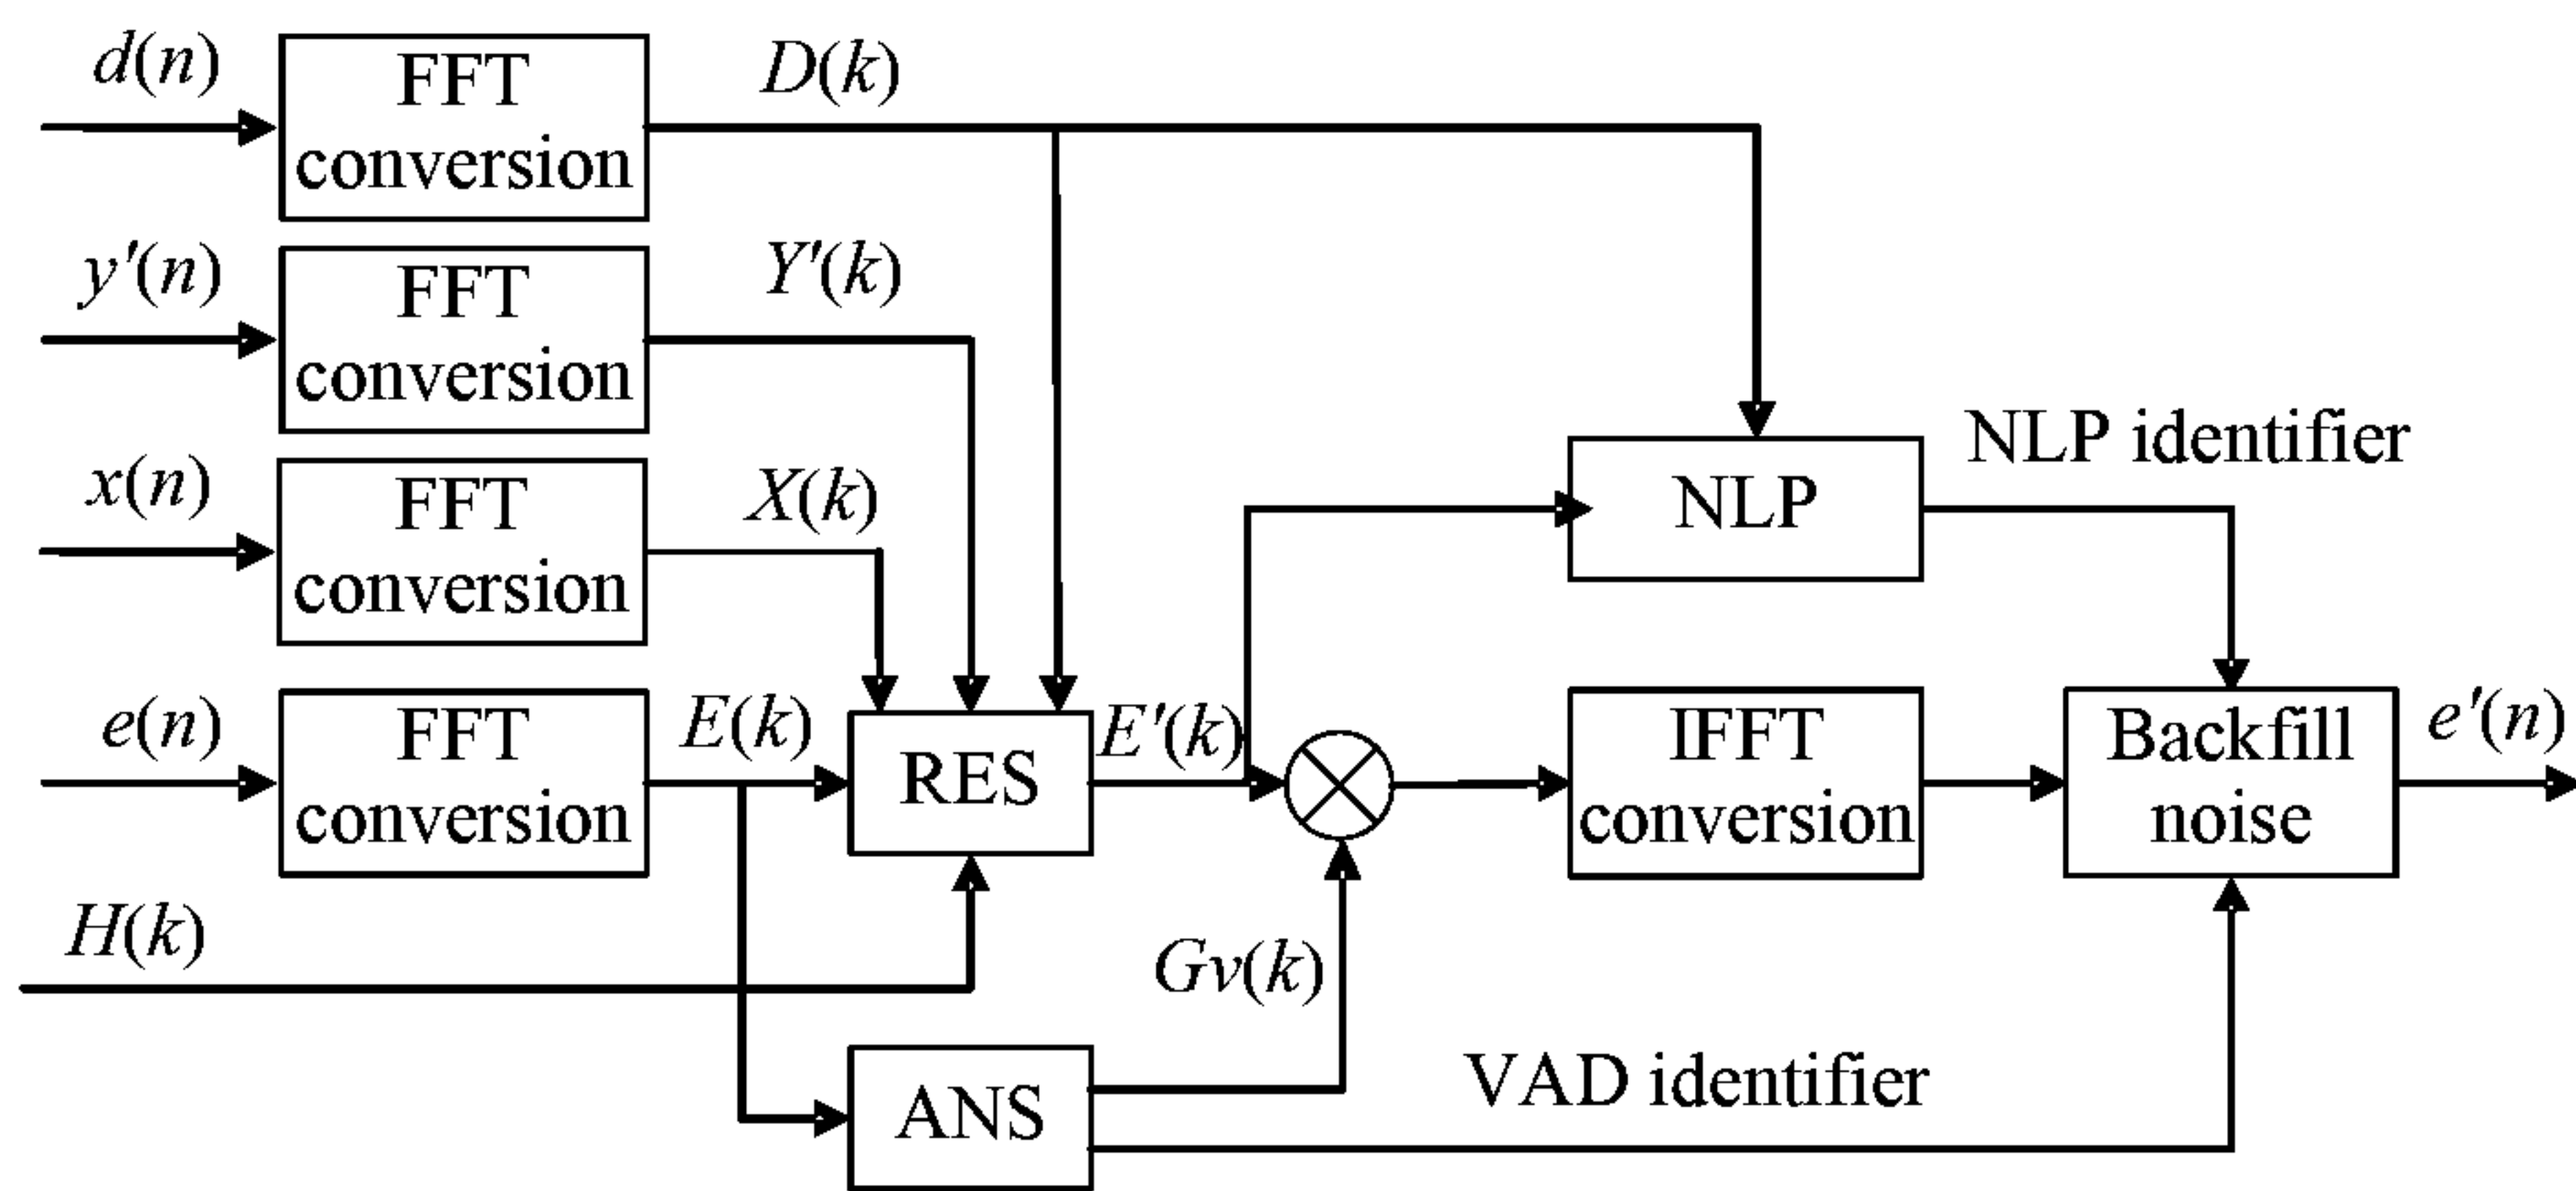 d(n)
FFT
conversion
D(k)
y'(n)
FFT
conversion
Y'(k)
x(n)
FFT
conversion
X(k)
NLP
NLP identifier
e(n)
FFT
conversion
E(k)
RES
E'(k)
IFFT
conversion
Backfill
noise
e'(n)
H(k)
Gv(k)
ANS
VAD identifier